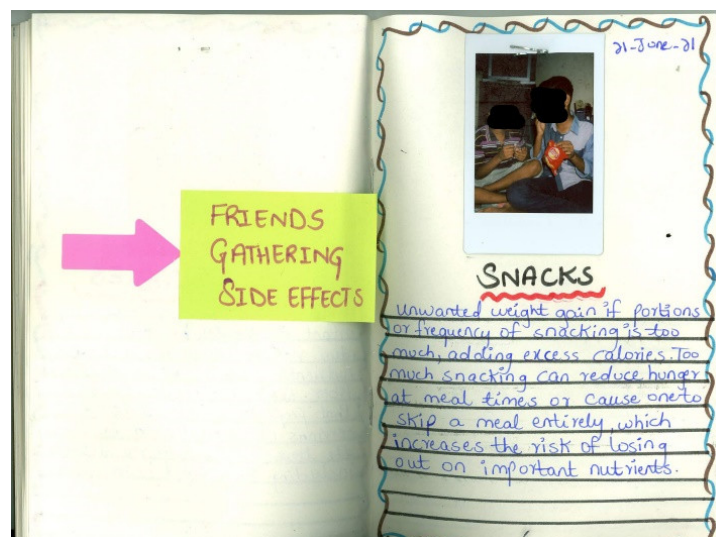 21-June-21
FRIENDS
GATHERING
SIDE EFFECTS
SNACKS
Unwanted weight gain if portions
or frequency of snacking is too
much, adding excess calories. Too
much snacking can reduce hunger
at meal times or cause one to
skip a meal entirely, which
increases the risk of losing
out on important nutrients.